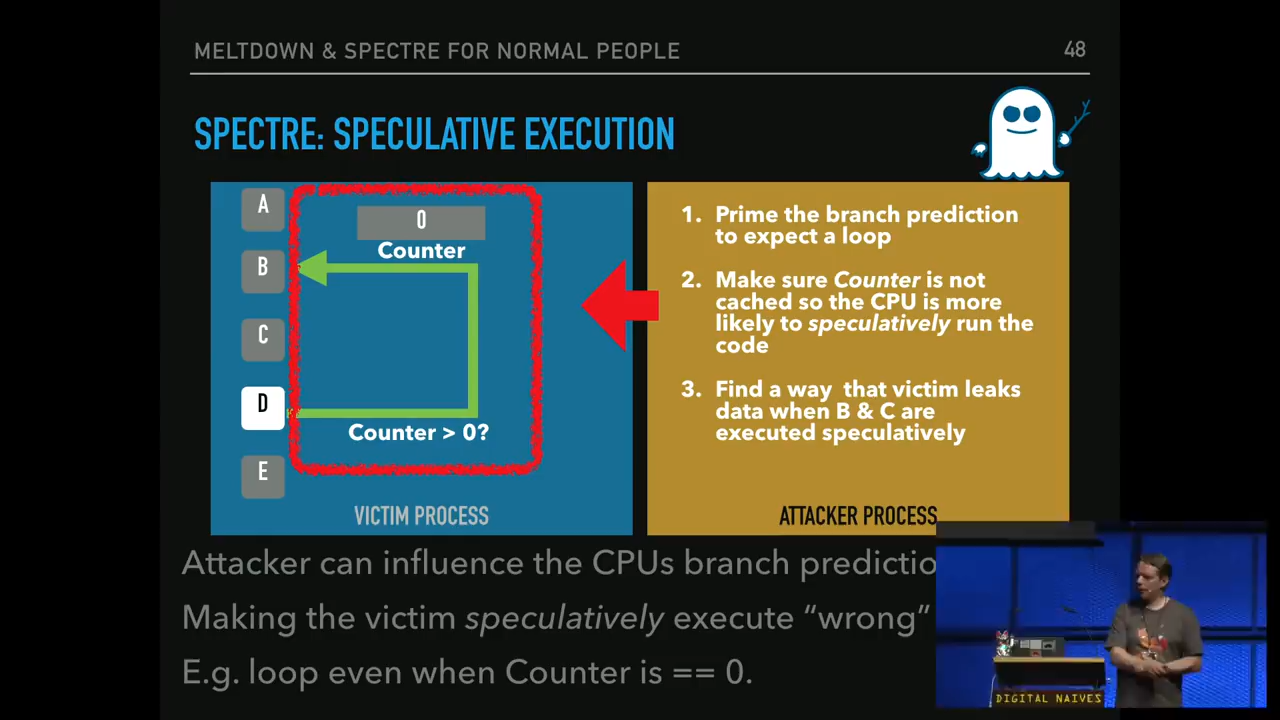 MELTDOWN & SPECTRE FOR NORMAL PEOPLE
48
SPECTRE: SPECULATIVE EXECUTION
A
B
C
D
E
0
Counter
Counter > 0?
VICTIM PROCESS
1. Prime the branch prediction
to expect a loop
2. Make sure Counter is not
cached so the CPU is more
likely to speculatively run the
code
3. Find a way that victim leaks
data when B & C are
executed speculatively
ATTACKER PROCESS
Attacker can influence the CPUs branch predictio
Making the victim speculatively execute “wrong”
E.g. loop even when Counter is == 0.
DIGITAL NAIVES